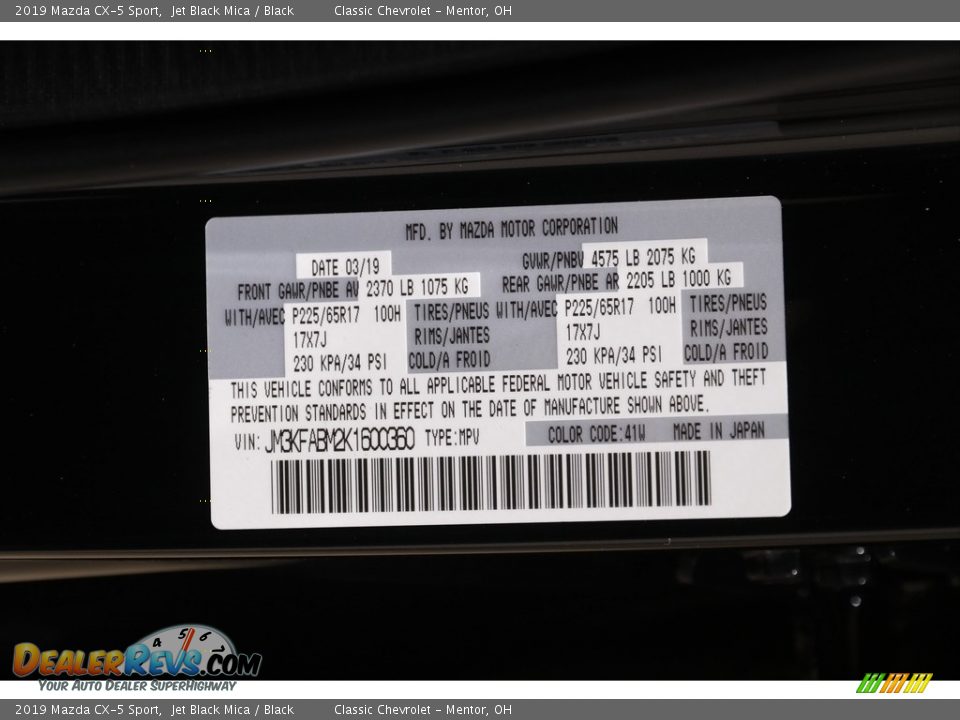 2019 Mazda CX-5 Sport, Jet Black Mica / Black Classic Chevrolet - Mentor, OH
MFD. BY MAZDA MOTOR CORPORATION
DATE 03/19 GVWR/PNBV 4575 LB 2075 KG
FRONT GAWR/PNBE AV 2370 LB 1075 KG REAR GAWR/PNBE AR 2205 LB 1000 KG
WITH/AVEC P225/65R17 100H TIRES/PNEUS WITH/AVEC P225/65R17 100H TIRES/PNEUS
17X7J RIMS/JANTES 17X7J RIMS/JANTES
230 KPA/34 PSI COLD/A FROID 230 KPA/34 PSI COLD/A FROID
THIS VEHICLE CONFORMS TO ALL APPLICABLE FEDERAL MOTOR VEHICLE SAFETY AND THEFT
PREVENTION STANDARDS IN EFFECT ON THE DATE OF MANUFACTURE SHOWN ABOVE.
VIN: JM3KFABM2K1600360 TYPE:MPV COLOR CODE:41W MADE IN JAPAN
4 5 6 7
DEALERREVS.COM
YOUR AUTO DEALER SUPERHIGHWAY
2019 Mazda CX-5 Sport, Jet Black Mica / Black Classic Chevrolet - Mentor, OH